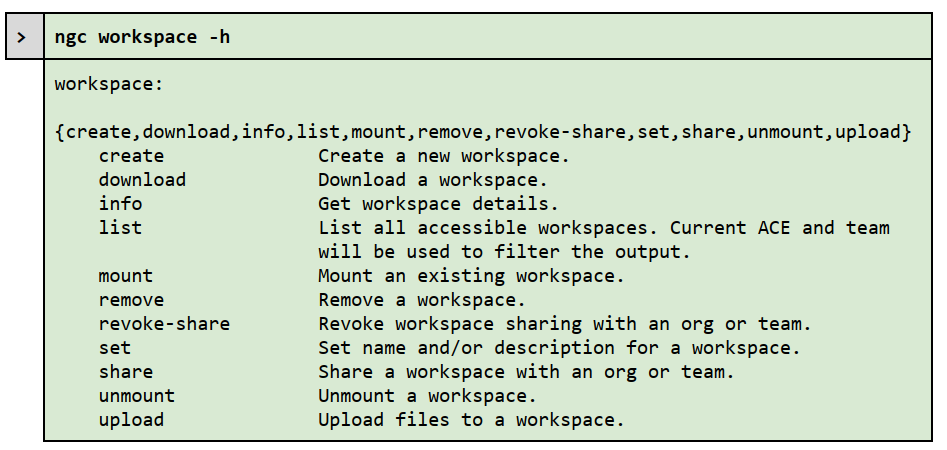 > ngc workspace -h
workspace:
{create,download,info,list,mount,remove,revoke-share,set,share,unmount,upload}
create Create a new workspace.
download Download a workspace.
info Get workspace details.
list List all accessible workspaces. Current ACE and team
will be used to filter the output.
mount Mount an existing workspace.
remove Remove a workspace.
revoke-share Revoke workspace sharing with an org or team.
set Set name and/or description for a workspace.
share Share a workspace with an org or team.
unmount Unmount a workspace.
upload Upload files to a workspace.